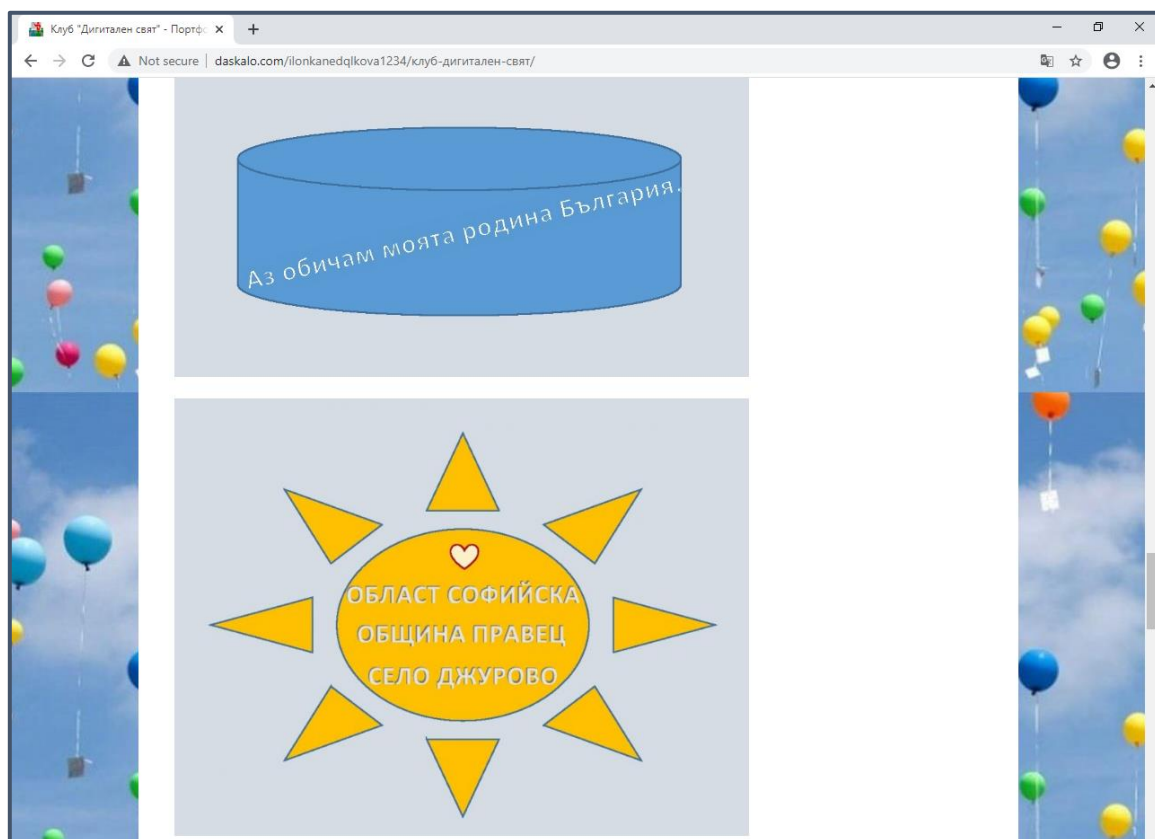 Клуб "Дигитален свят" - Портфо
Not secure | daskalo.com/ilonkanedqlkova1234/клуб-дигитален-свят/
Аз обичам моята родина България.
ОБЛАСТ СОФИЙСКА
ОБЩИНА ПРАВЕЦ
СЕЛО ДЖУРОВО